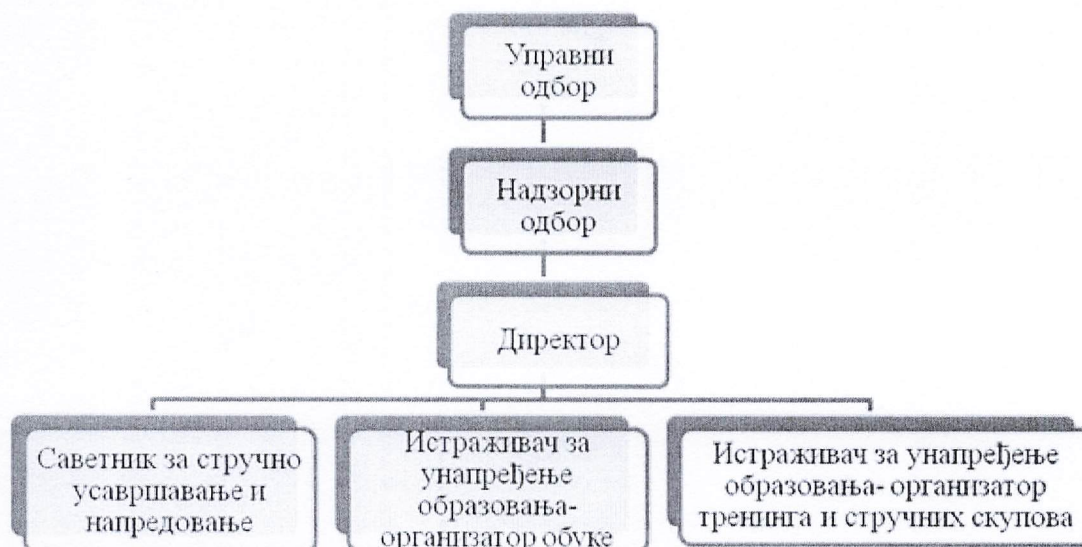 Управни
одбор
Надзорни
одбор
Директор
Саветник за стручно
усавршавање и
напредовање
Истраживач за
унапређење
образовања-
организатор обуке
Истраживач за унапређење
образовања- организатор
тренинга и стручних скупова